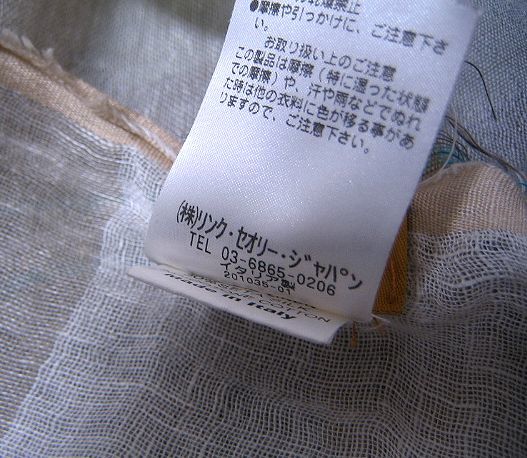 ●摩擦や引っつけに、ご注意下さ
い。
お取り扱い上のご注意
この製品は摩擦(特に湿った状態
での摩擦)や、汗や雨などでぬれ
た時は他の衣料に色が移る事があ
りますので、ご注意下さい。
(株)リンク・セオリー・ジャパン
TEL 03-6865-0206
イタリア製
201035-01
COTTON
Made in Italy